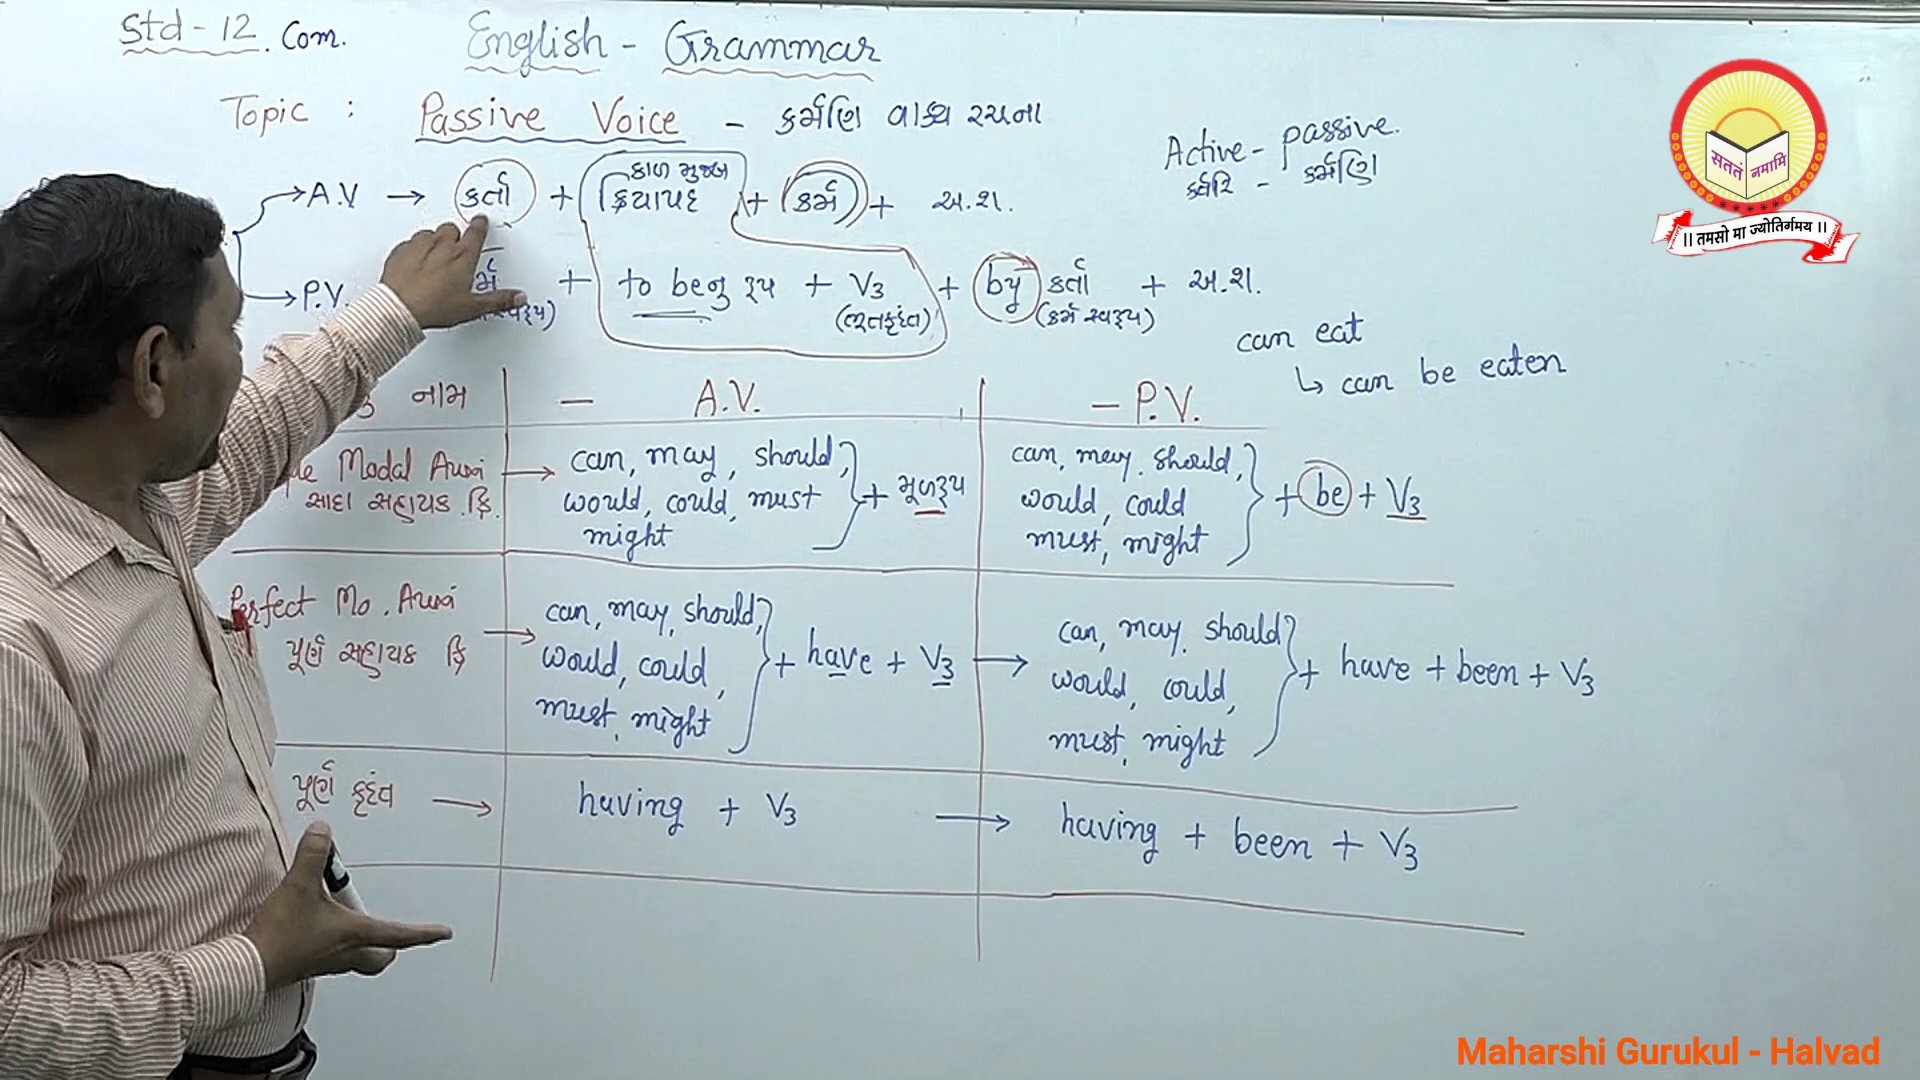 Std - 12. Com. English - Grammar
Topic : Passive Voice - કર્મણિ વાક્ય રચના
Active - passive.
કર્તરિ - કર્મણિ
કાળ મુજબ
→ A.V → કર્તા + ક્રિયાપદ + કર્મ + અ.શ.
→ P.V. ર્મ + to be નુ રૂપ + V3 + by કર્તા + અ.શ.
(ભૂતકૃદંત) (કર્મ સ્વરૂપ)
can eat
↳ can be eaten
નામ - A.V. - P.V.
Modal Auxi → can, may, should, would, could, must might } + મૂળરૂપ
સાદા સહાયક ક્રિ.
can, may, should, would, could must, might } + be + V3
Perfect Mo. Auxi → can, may, should, would, could, must, might } + have + V3 →
પૂર્ણ સહાયક ક્રિ
can, may, should would, could, must, might } + have + been + V3
પૂર્ણ કૃદંત → having + V3 → having + been + V3
सततं नमामि
।। तमसो मा ज्योतिर्गमय ।।
Maharshi Gurukul - Halvad